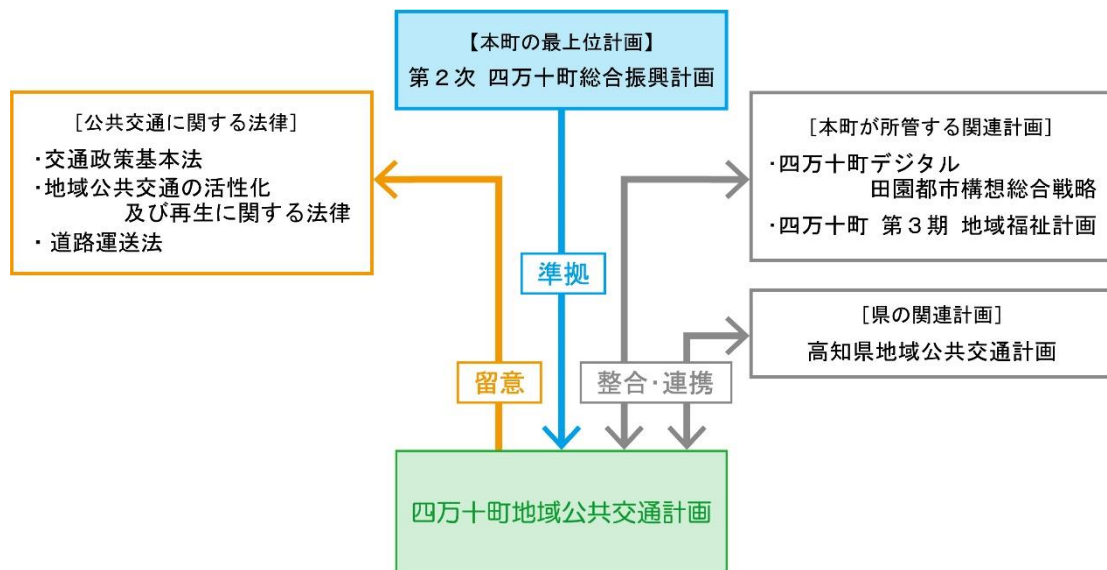 【本町の最上位計画】
第２次 四万十町総合振興計画
[公共交通に関する法律]
・交通政策基本法
・地域公共交通の活性化
及び再生に関する法律
・道路運送法
[本町が所管する関連計画]
・四万十町デジタル
田園都市構想総合戦略
・四万十町 第３期 地域福祉計画
準拠
[県の関連計画]
高知県地域公共交通計画
留意
整合・連携
四万十町地域公共交通計画